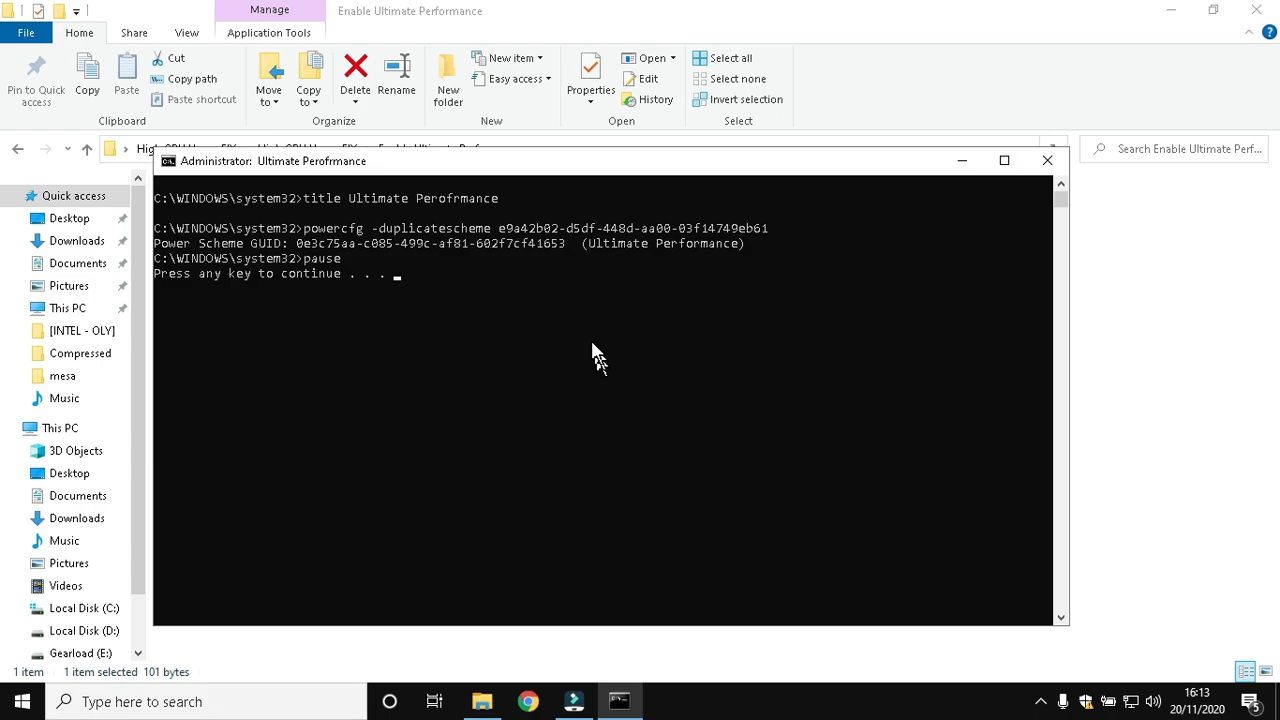 Manage
Enable Ultimate Performance
File
Home
Share
View
Application Tools
Pin to Quick
access
Copy
Paste
Cut
Copy path
Paste shortcut
Clipboard
Move
to
Copy
to
Delete
Rename
Organize
New
folder
New item
Easy access
New
Properties
Open
Edit
History
Open
Select all
Select none
Invert selection
Select
Search Enable Ultimate Perf...
Administrator: Ultimate Perofrmance
C:\WINDOWS\system32>title Ultimate Perofrmance
C:\WINDOWS\system32>powercfg -duplicatescheme e9a42b02-d5df-448d-aa00-03f14749eb61
Power Scheme GUID: 0e3c75aa-c085-499c-af81-602f7cf41653  (Ultimate Performance)
C:\WINDOWS\system32>pause
Press any key to continue . . .
Quick access
Desktop
Downloads
Documents
Pictures
This PC
[INTEL - OLY]
Compressed
mesa
Music
This PC
3D Objects
Desktop
Documents
Downloads
Music
Pictures
Videos
Local Disk (C:)
Local Disk (D:)
Gearload (E:)
1 item
1 item selected  101 bytes
Type here to search
16:13
20/11/2020
5